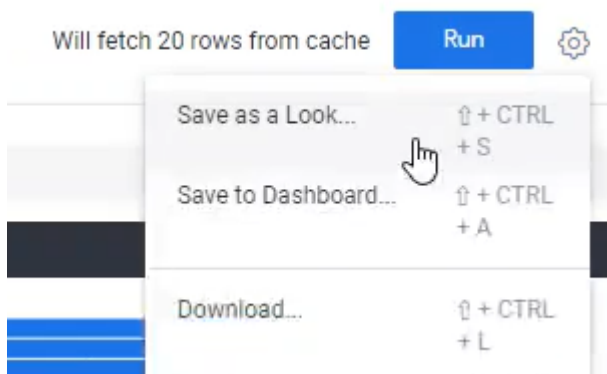 Will fetch 20 rows from cache Run
Save as a Look... ⇧ + CTRL
+ S
Save to Dashboard... ⇧ + CTRL
+ A
Download... ⇧ + CTRL
+ L